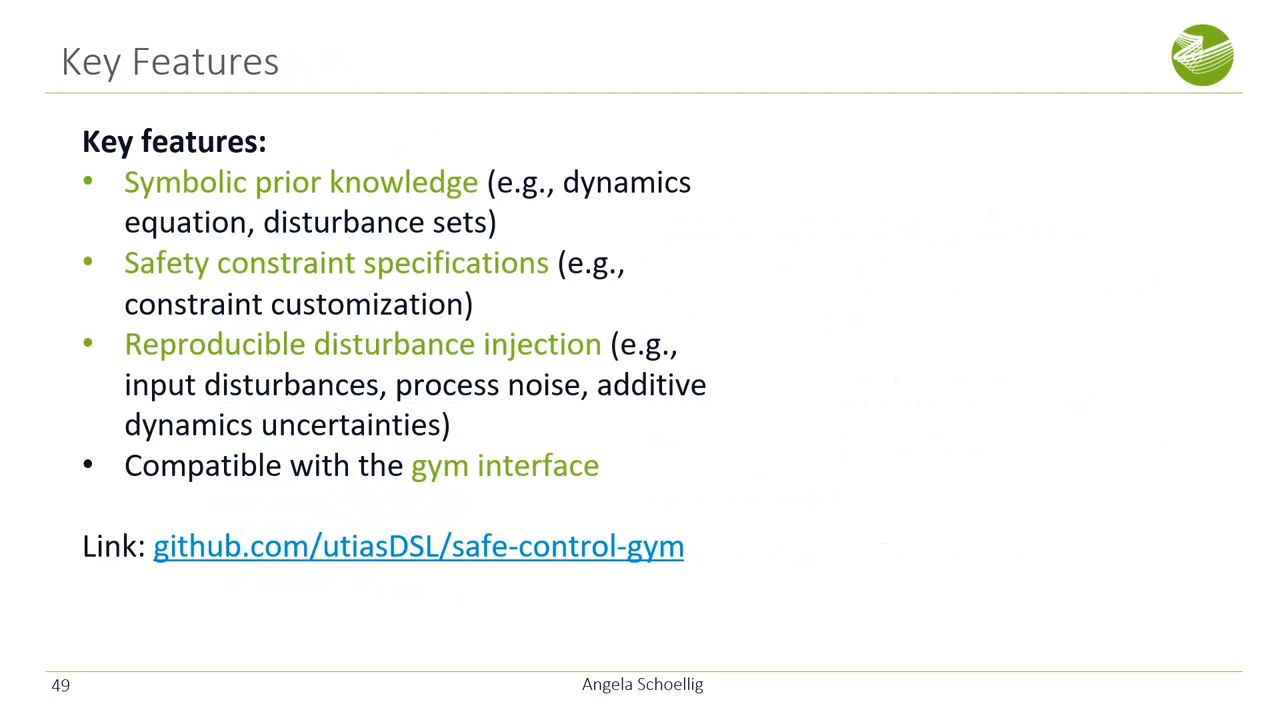 Key Features
Key features:
• Symbolic prior knowledge (e.g., dynamics
equation, disturbance sets)
• Safety constraint specifications (e.g.,
constraint customization)
• Reproducible disturbance injection (e.g.,
input disturbances, process noise, additive
dynamics uncertainties)
• Compatible with the gym interface
Link: github.com/utiasDSL/safe-control-gym
49
Angela Schoellig